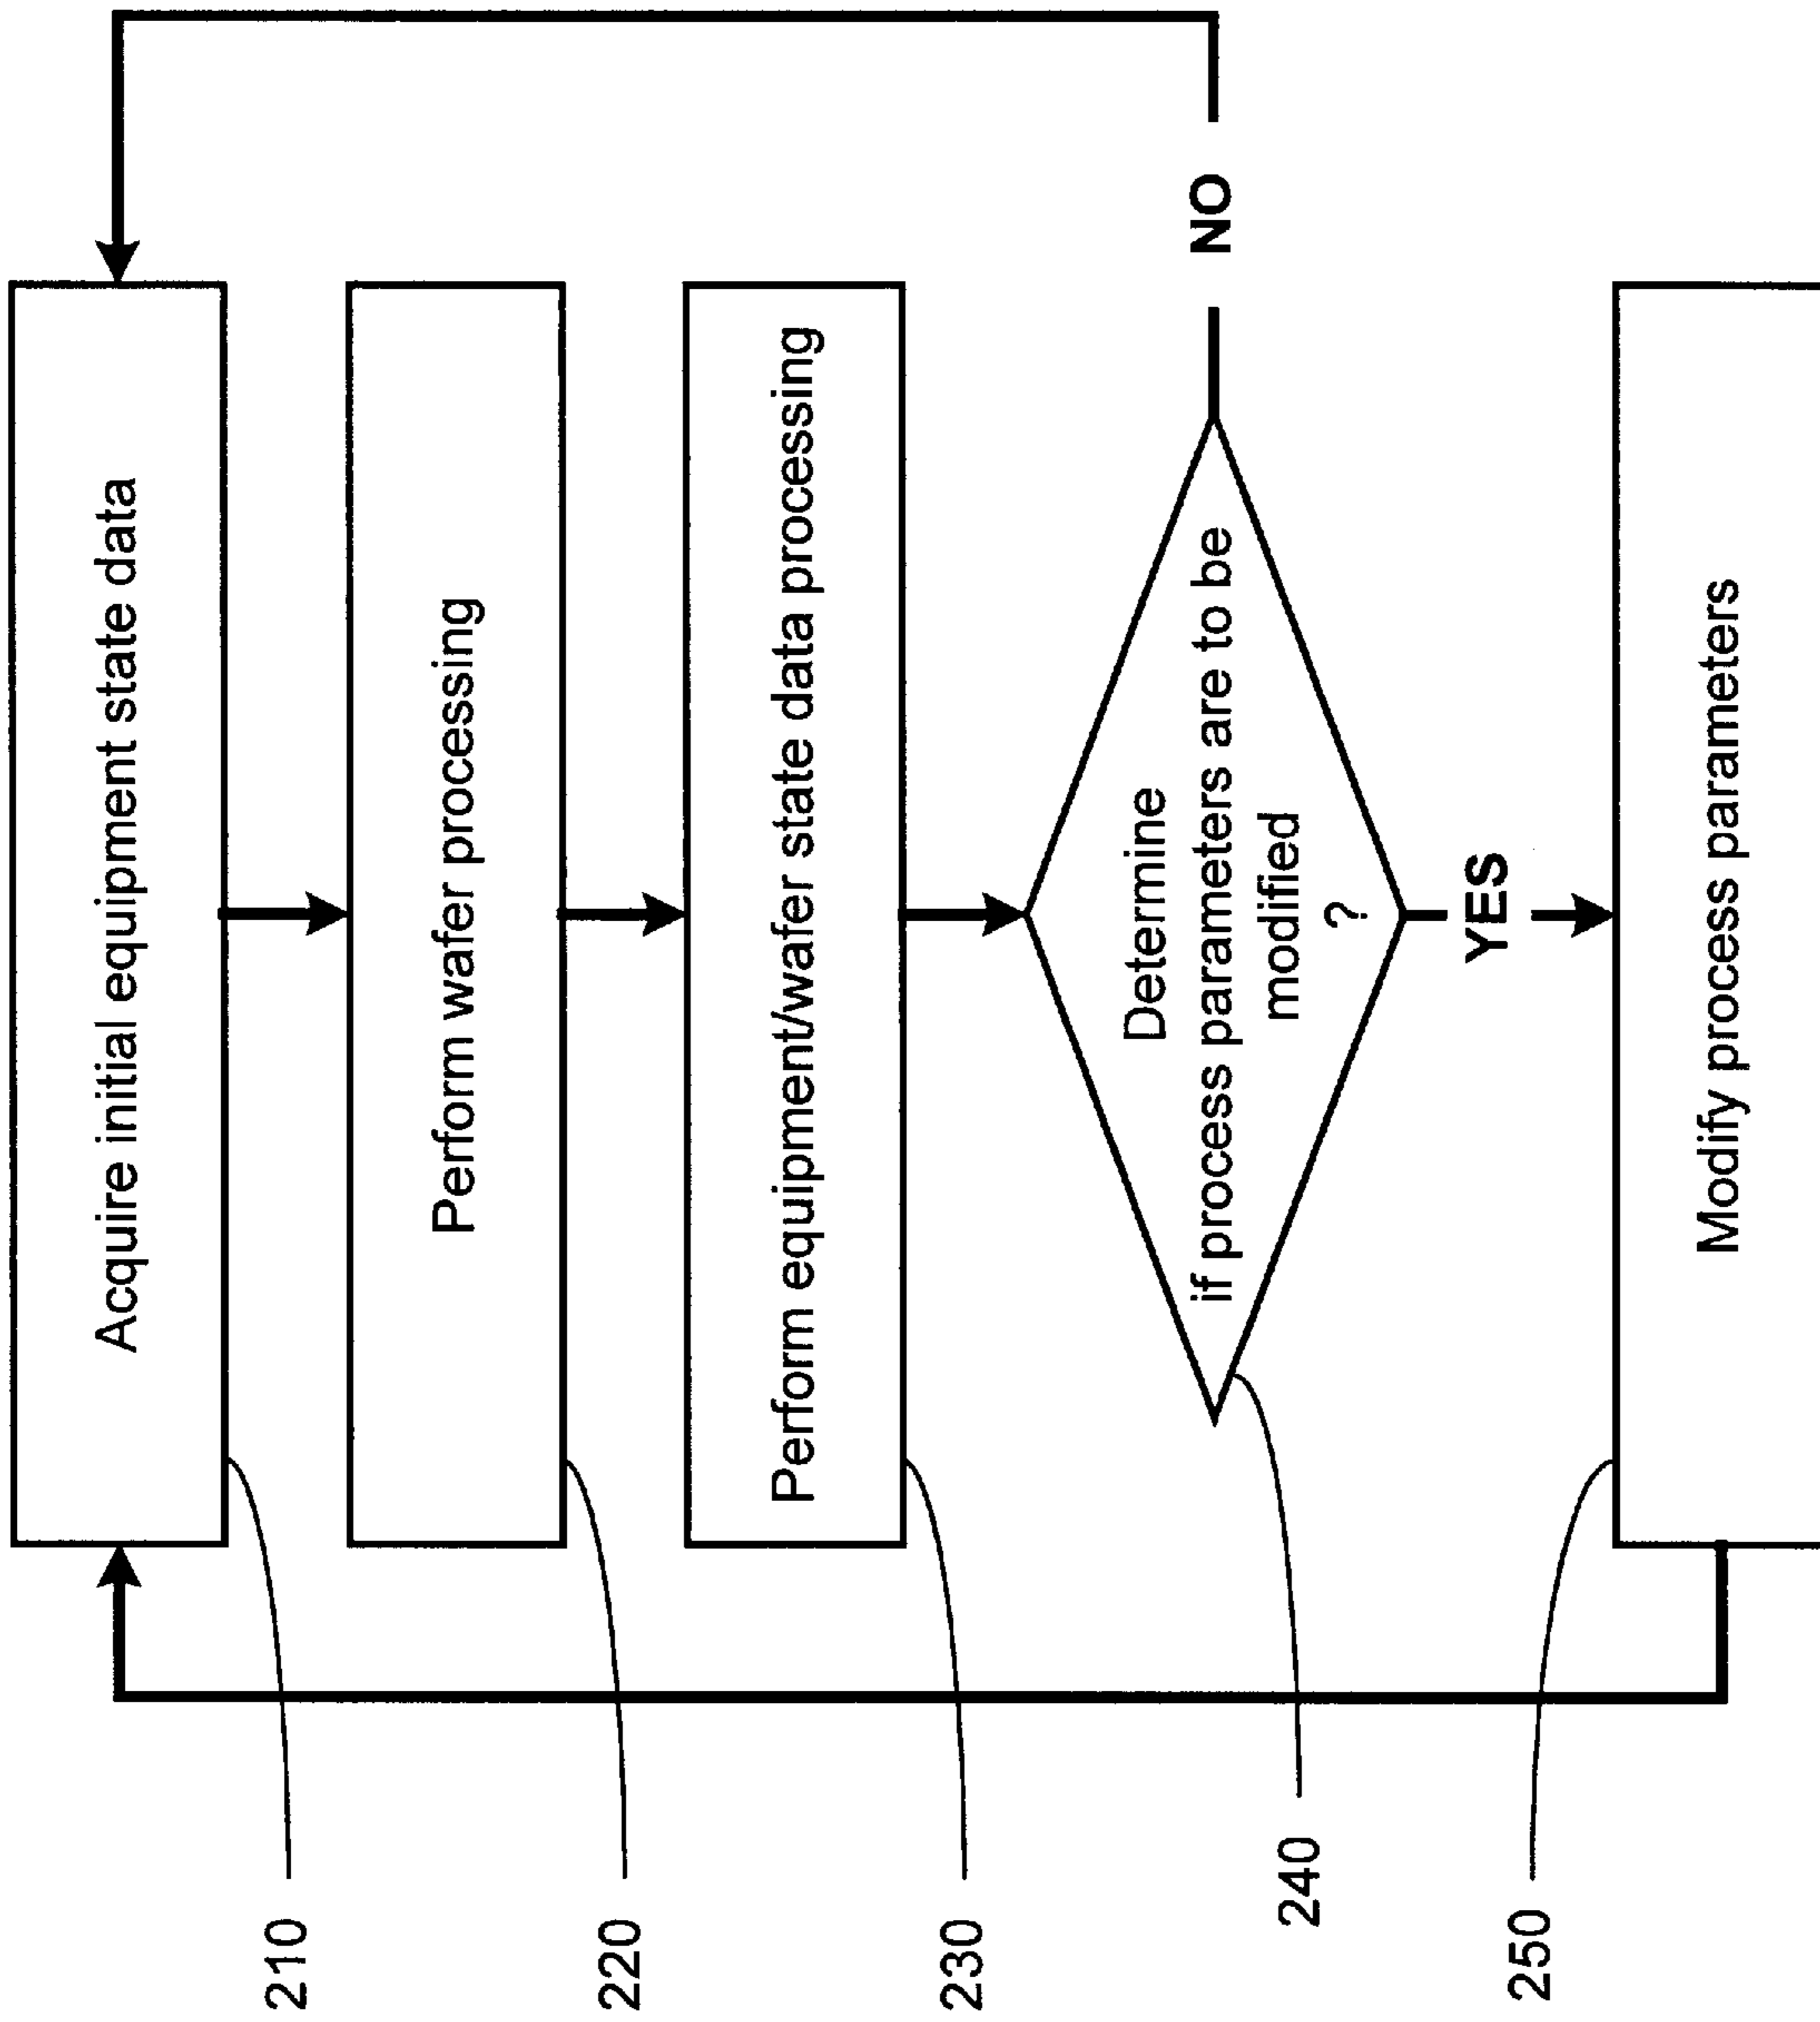 210
Acquire initial equipment state data
220
Perform wafer processing
230
Perform equipment/wafer state data processing
240
Determine
if process parameters are to be
modified
?
NO
YES
250
Modify process parameters